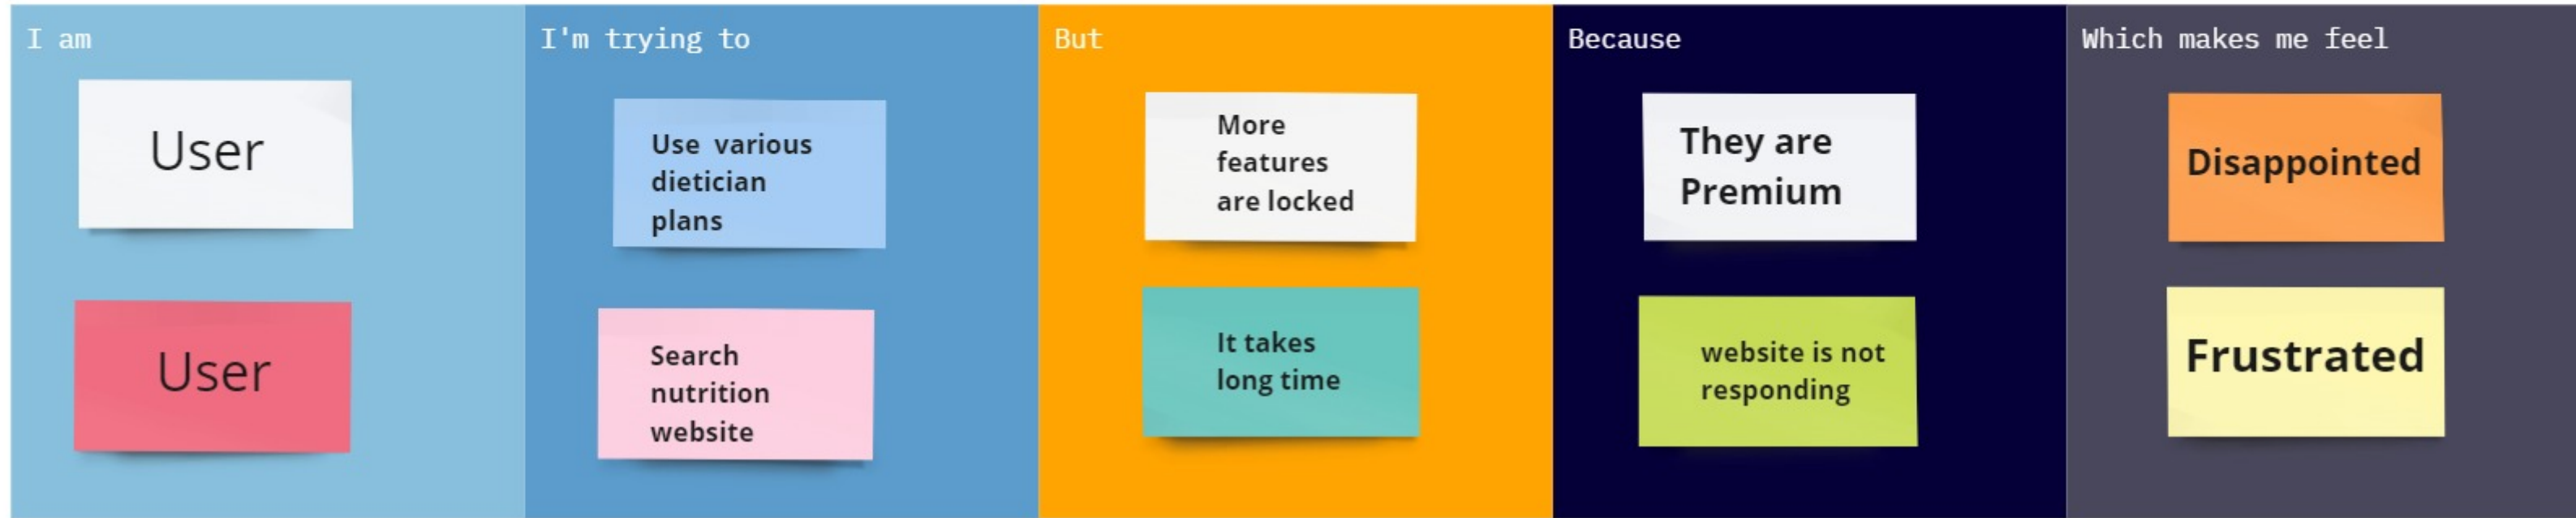 I am
User
User
I'm trying to
Use various
dietician
plans
Search
nutrition
website
But
More
features
are locked
It takes
long time
Because
They are
Premium
website is not
responding
Which makes me feel
Disappointed
Frustrated